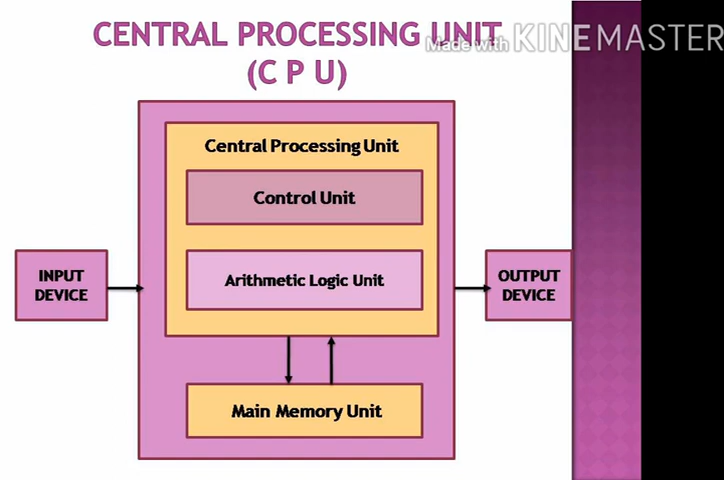 CENTRAL PROCESSING UNIT
Made with KINEMASTER
(C P U)
Central Processing Unit
Control Unit
INPUT
DEVICE
Arithmetic Logic Unit
OUTPUT
DEVICE
Main Memory Unit